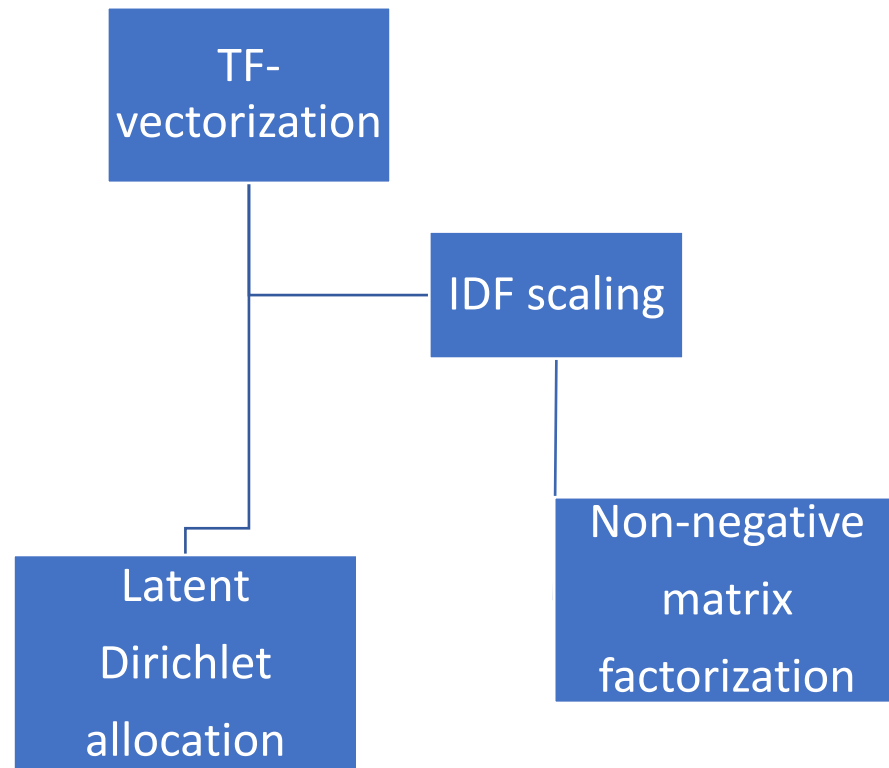 TF-
vectorization
IDF scaling
Non-negative
matrix
factorization
Latent
Dirichlet
allocation